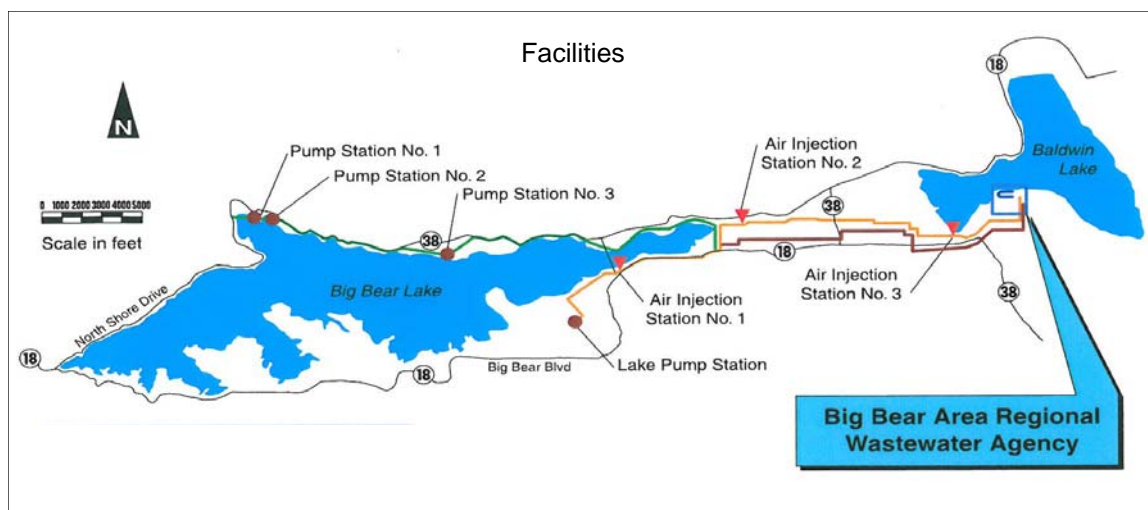 Facilities
18
N
Pump Station No. 1
Pump Station No. 2
Pump Station No. 3
Air Injection
Station No. 2
Baldwin
Lake
0 1000 2000 3000 4000 5000
Scale in feet
38
38
18
Big Bear Lake
Air Injection
Station No. 1
Air Injection
Station No. 3
38
North Shore Drive
18
Lake Pump Station
Big Bear Blvd
18
Big Bear Area Regional
Wastewater Agency